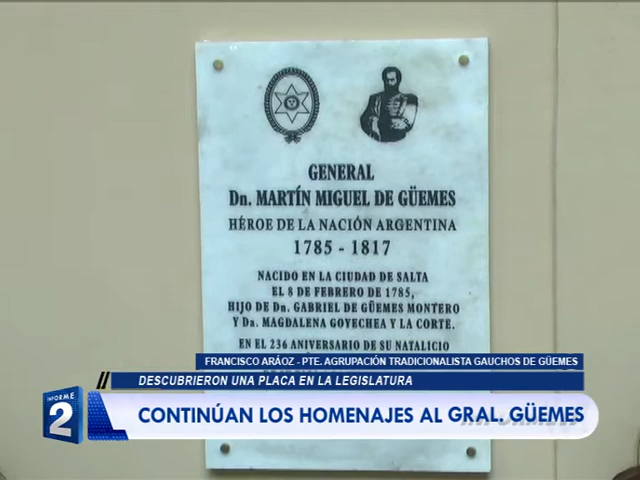 GENERAL
Dn. MARTÍN MIGUEL DE GÜEMES
HÉROE DE LA NACIÓN ARGENTINA
1785 - 1817
NACIDO EN LA CIUDAD DE SALTA
EL 8 DE FEBRERO DE 1785,
HIJO DE Dn. GABRIEL DE GÜEMES MONTERO
Y Da. MAGDALENA GOYECHEA Y LA CORTE.
EN EL 236 ANIVERSARIO DE SU NATALICIO
FRANCISCO ARÁOZ - PTE. AGRUPACIÓN TRADICIONALISTA GAUCHOS DE GÜEMES
DESCUBRIERON UNA PLACA EN LA LEGISLATURA
INFORME
2
CONTINÚAN LOS HOMENAJES AL GRAL. GÜEMES